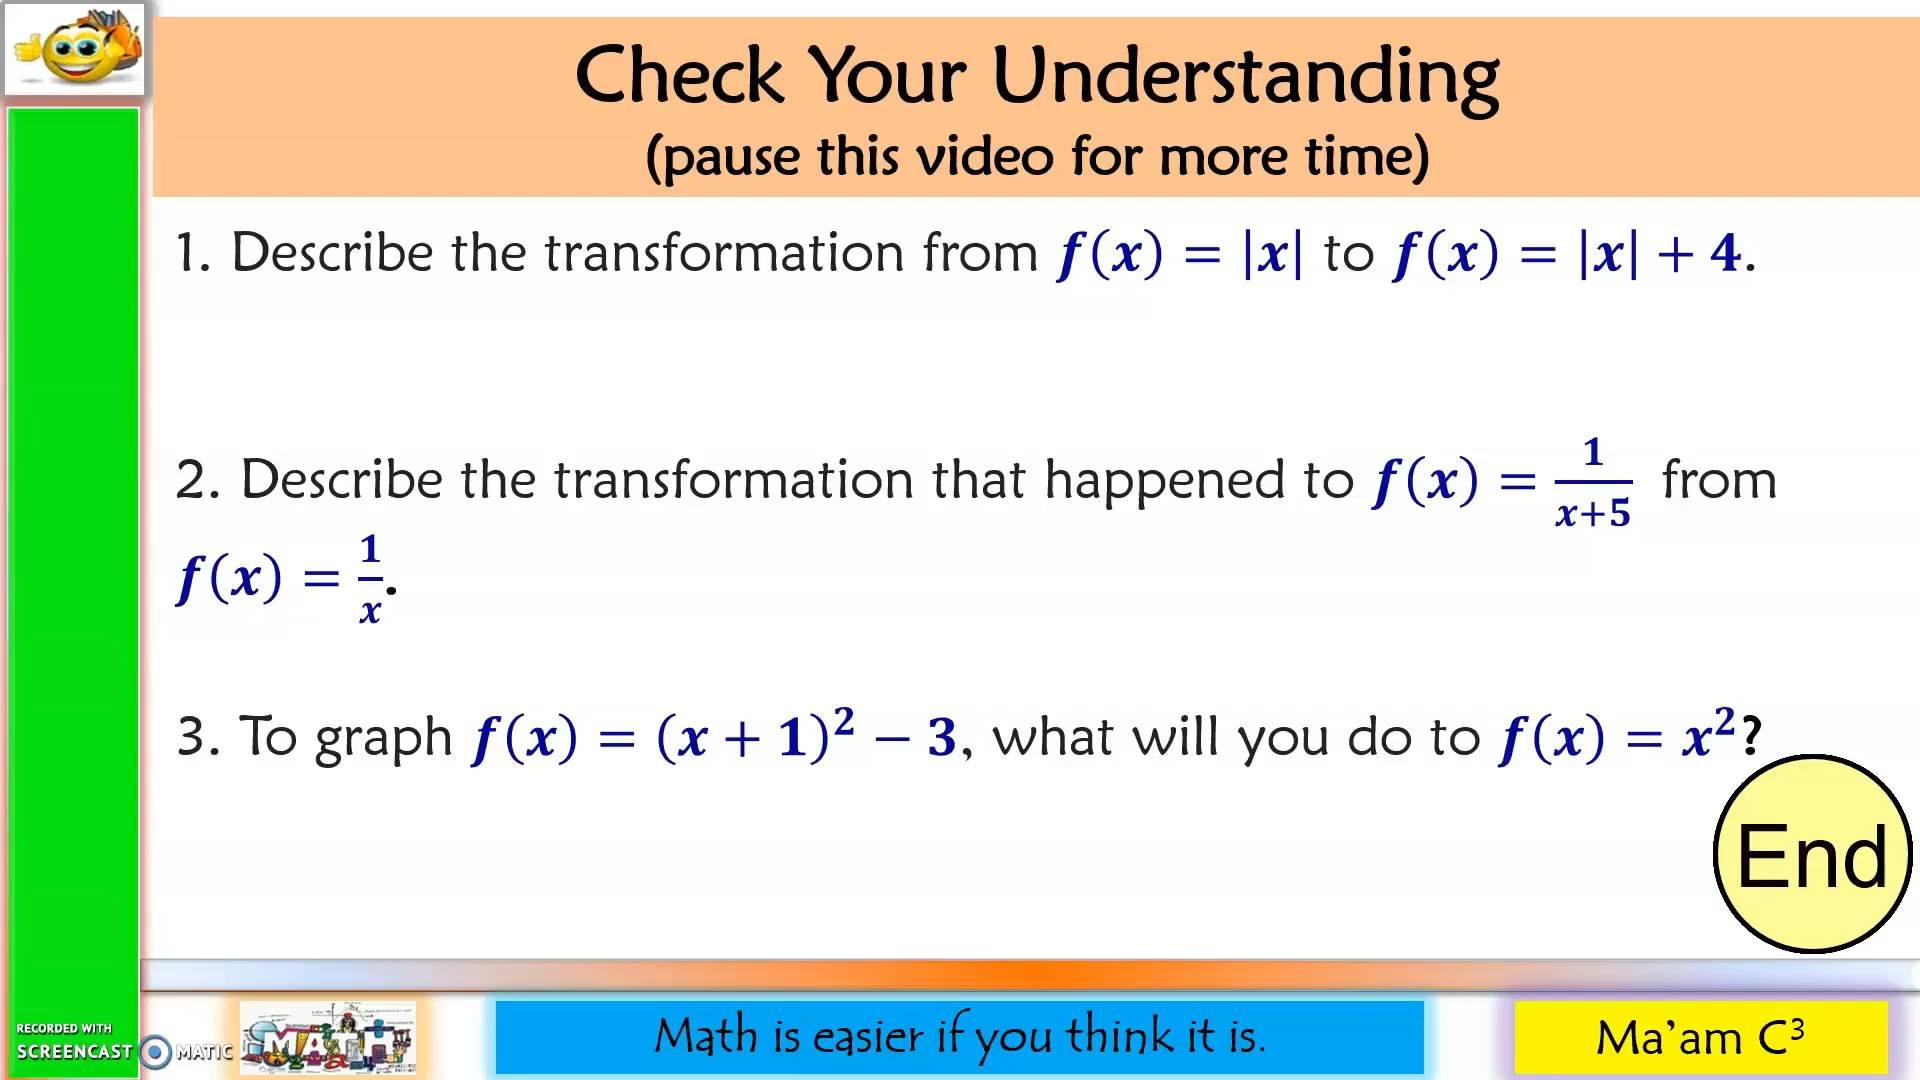 Check Your Understanding
(pause this video for more time)
1. Describe the transformation from f(x) = |x| to f(x) = |x| + 4.
2. Describe the transformation that happened to f(x) = 1/(x+5) from
f(x) = 1/x.
3. To graph f(x) = (x + 1)² − 3, what will you do to f(x) = x²?
End
RECORDED WITH
SCREENCAST MATIC
MATH
Math is easier if you think it is.
Ma'am C³